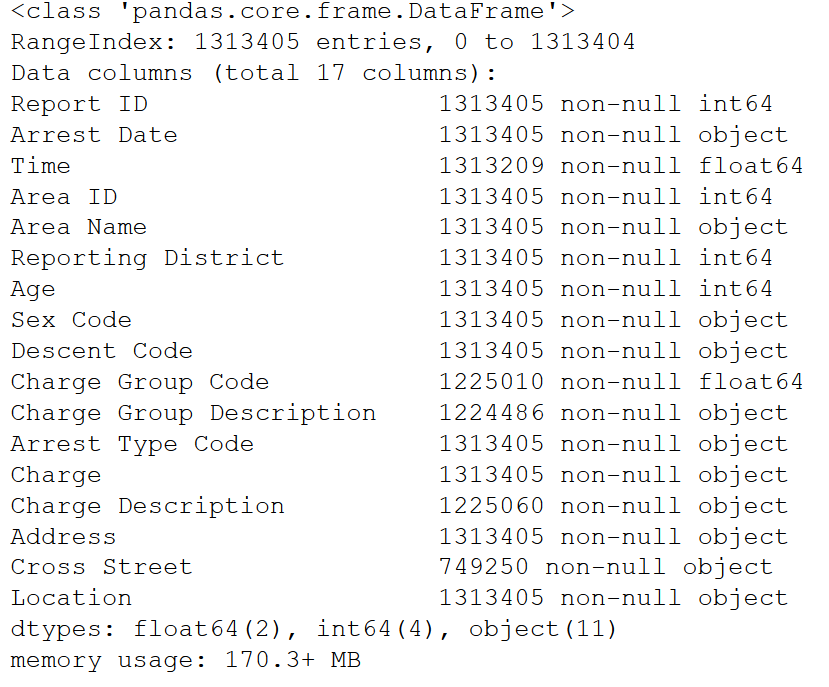 <class 'pandas.core.frame.DataFrame'>
RangeIndex: 1313405 entries, 0 to 1313404
Data columns (total 17 columns):
Report ID                   1313405 non-null int64
Arrest Date                 1313405 non-null object
Time                        1313209 non-null float64
Area ID                     1313405 non-null int64
Area Name                   1313405 non-null object
Reporting District          1313405 non-null int64
Age                         1313405 non-null int64
Sex Code                    1313405 non-null object
Descent Code                1313405 non-null object
Charge Group Code           1225010 non-null float64
Charge Group Description    1224486 non-null object
Arrest Type Code            1313405 non-null object
Charge                      1313405 non-null object
Charge Description          1225060 non-null object
Address                     1313405 non-null object
Cross Street                749250 non-null object
Location                    1313405 non-null object
dtypes: float64(2), int64(4), object(11)
memory usage: 170.3+ MB